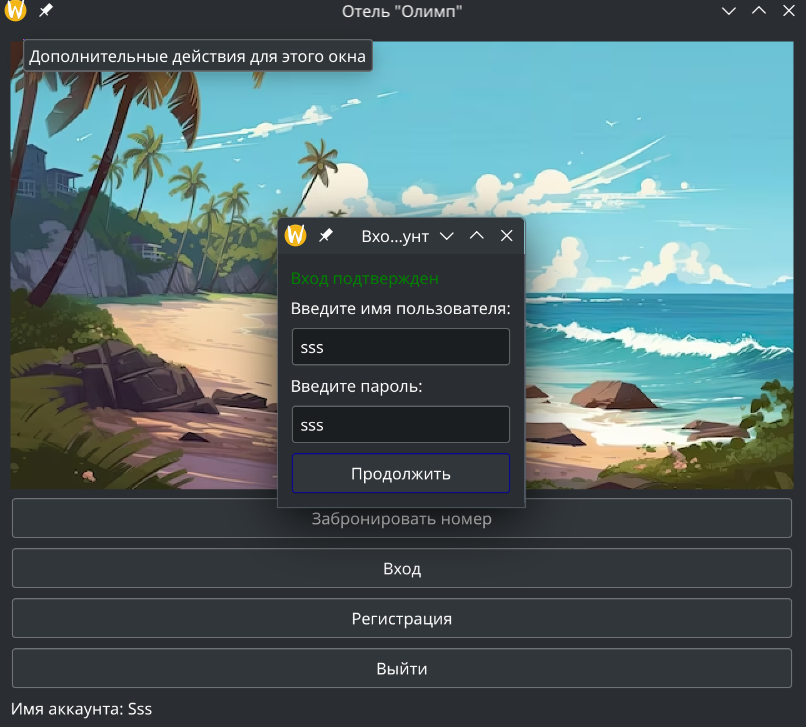 Отель "Олимп"
Дополнительные действия для этого окна
Вхо...унт
Вход подтвержден
Введите имя пользователя:
sss
Введите пароль:
sss
Продолжить
Забронировать номер
Вход
Регистрация
Выйти
Имя аккаунта: Sss